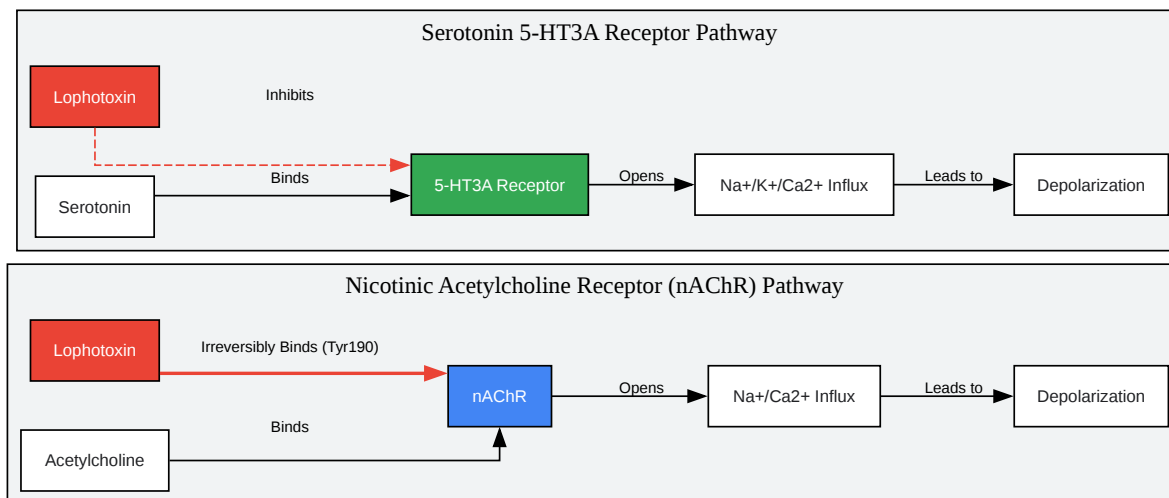 Serotonin 5-HT3A Receptor Pathway
Lophotoxin
Inhibits
Serotonin
Binds
5-HT3A Receptor
Opens
Na+/K+/Ca2+ Influx
Leads to
Depolarization
Nicotinic Acetylcholine Receptor (nAChR) Pathway
Lophotoxin
Irreversibly Binds (Tyr190)
nAChR
Opens
Na+/Ca2+ Influx
Leads to
Depolarization
Acetylcholine
Binds